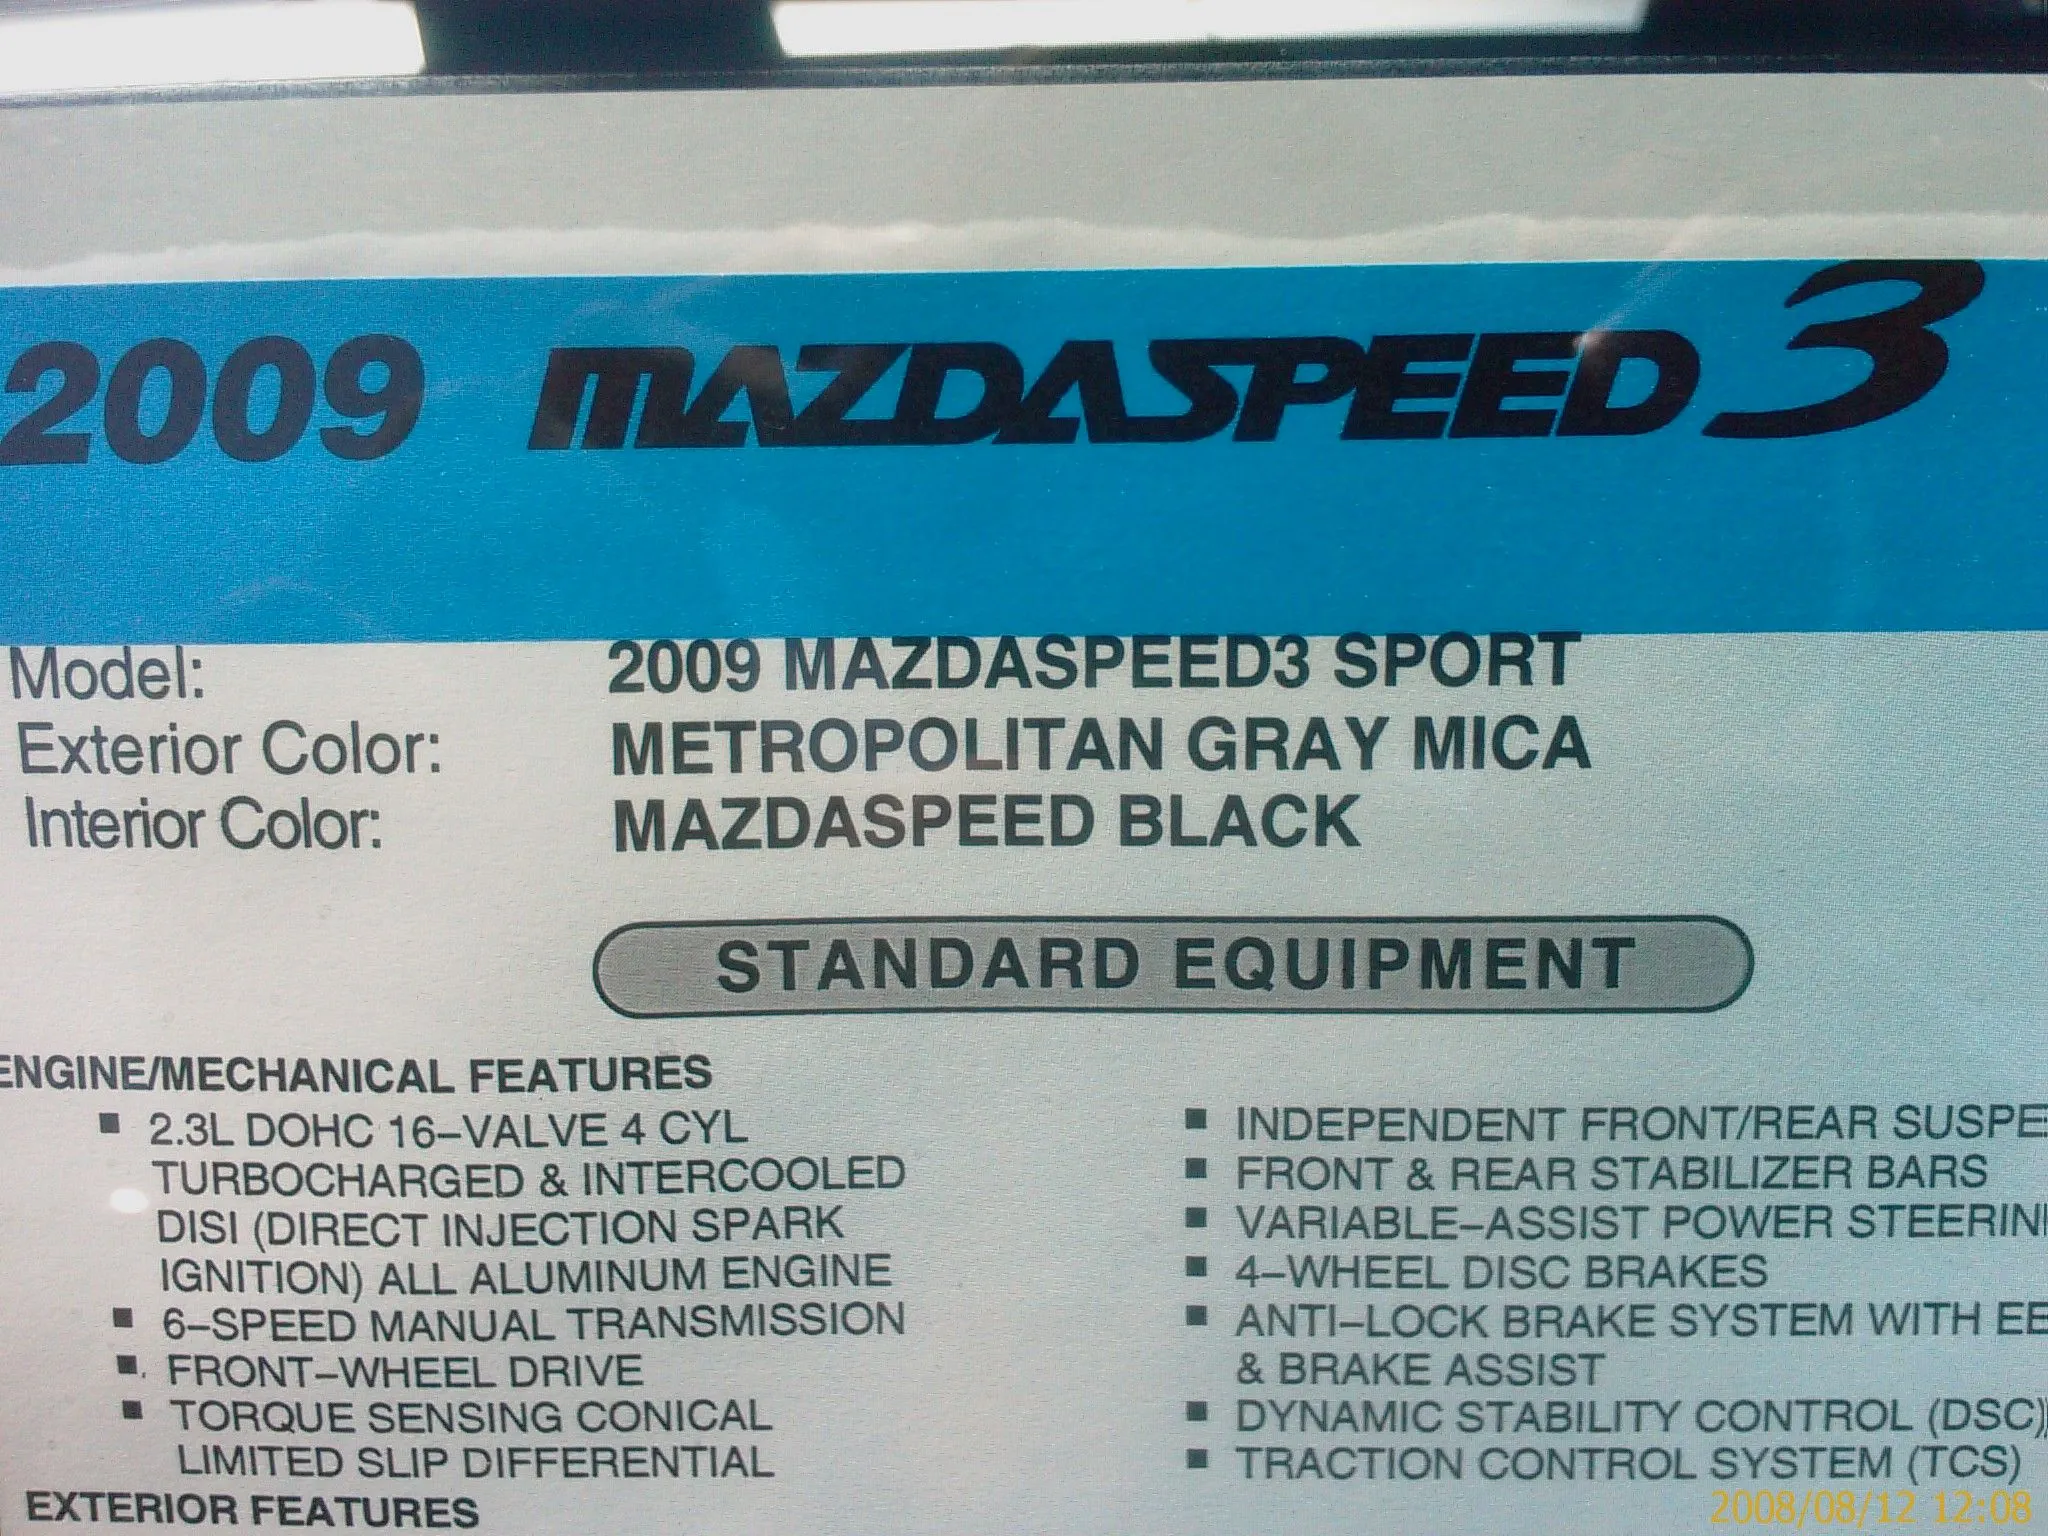 2009 MAZDASPEED 3
Model: 2009 MAZDASPEED3 SPORT
Exterior Color: METROPOLITAN GRAY MICA
Interior Color: MAZDASPEED BLACK
STANDARD EQUIPMENT
ENGINE/MECHANICAL FEATURES
■ 2.3L DOHC 16–VALVE 4 CYL
TURBOCHARGED & INTERCOOLED
DISI (DIRECT INJECTION SPARK
IGNITION) ALL ALUMINUM ENGINE
■ 6–SPEED MANUAL TRANSMISSION
■ FRONT–WHEEL DRIVE
■ TORQUE SENSING CONICAL
LIMITED SLIP DIFFERENTIAL
EXTERIOR FEATURES
■ INDEPENDENT FRONT/REAR SUSPE
■ FRONT & REAR STABILIZER BARS
■ VARIABLE–ASSIST POWER STEERIN
■ 4–WHEEL DISC BRAKES
■ ANTI–LOCK BRAKE SYSTEM WITH
& BRAKE ASSIST
■ DYNAMIC STABILITY CONTROL (DSC)
■ TRACTION CONTROL SYSTEM (TCS)
2008/08/12 12:08